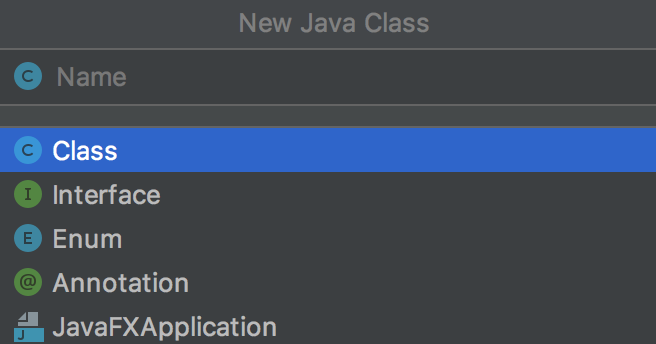 New Java Class
C Name
C Class
I Interface
E Enum
@ Annotation
J JavaFXApplication